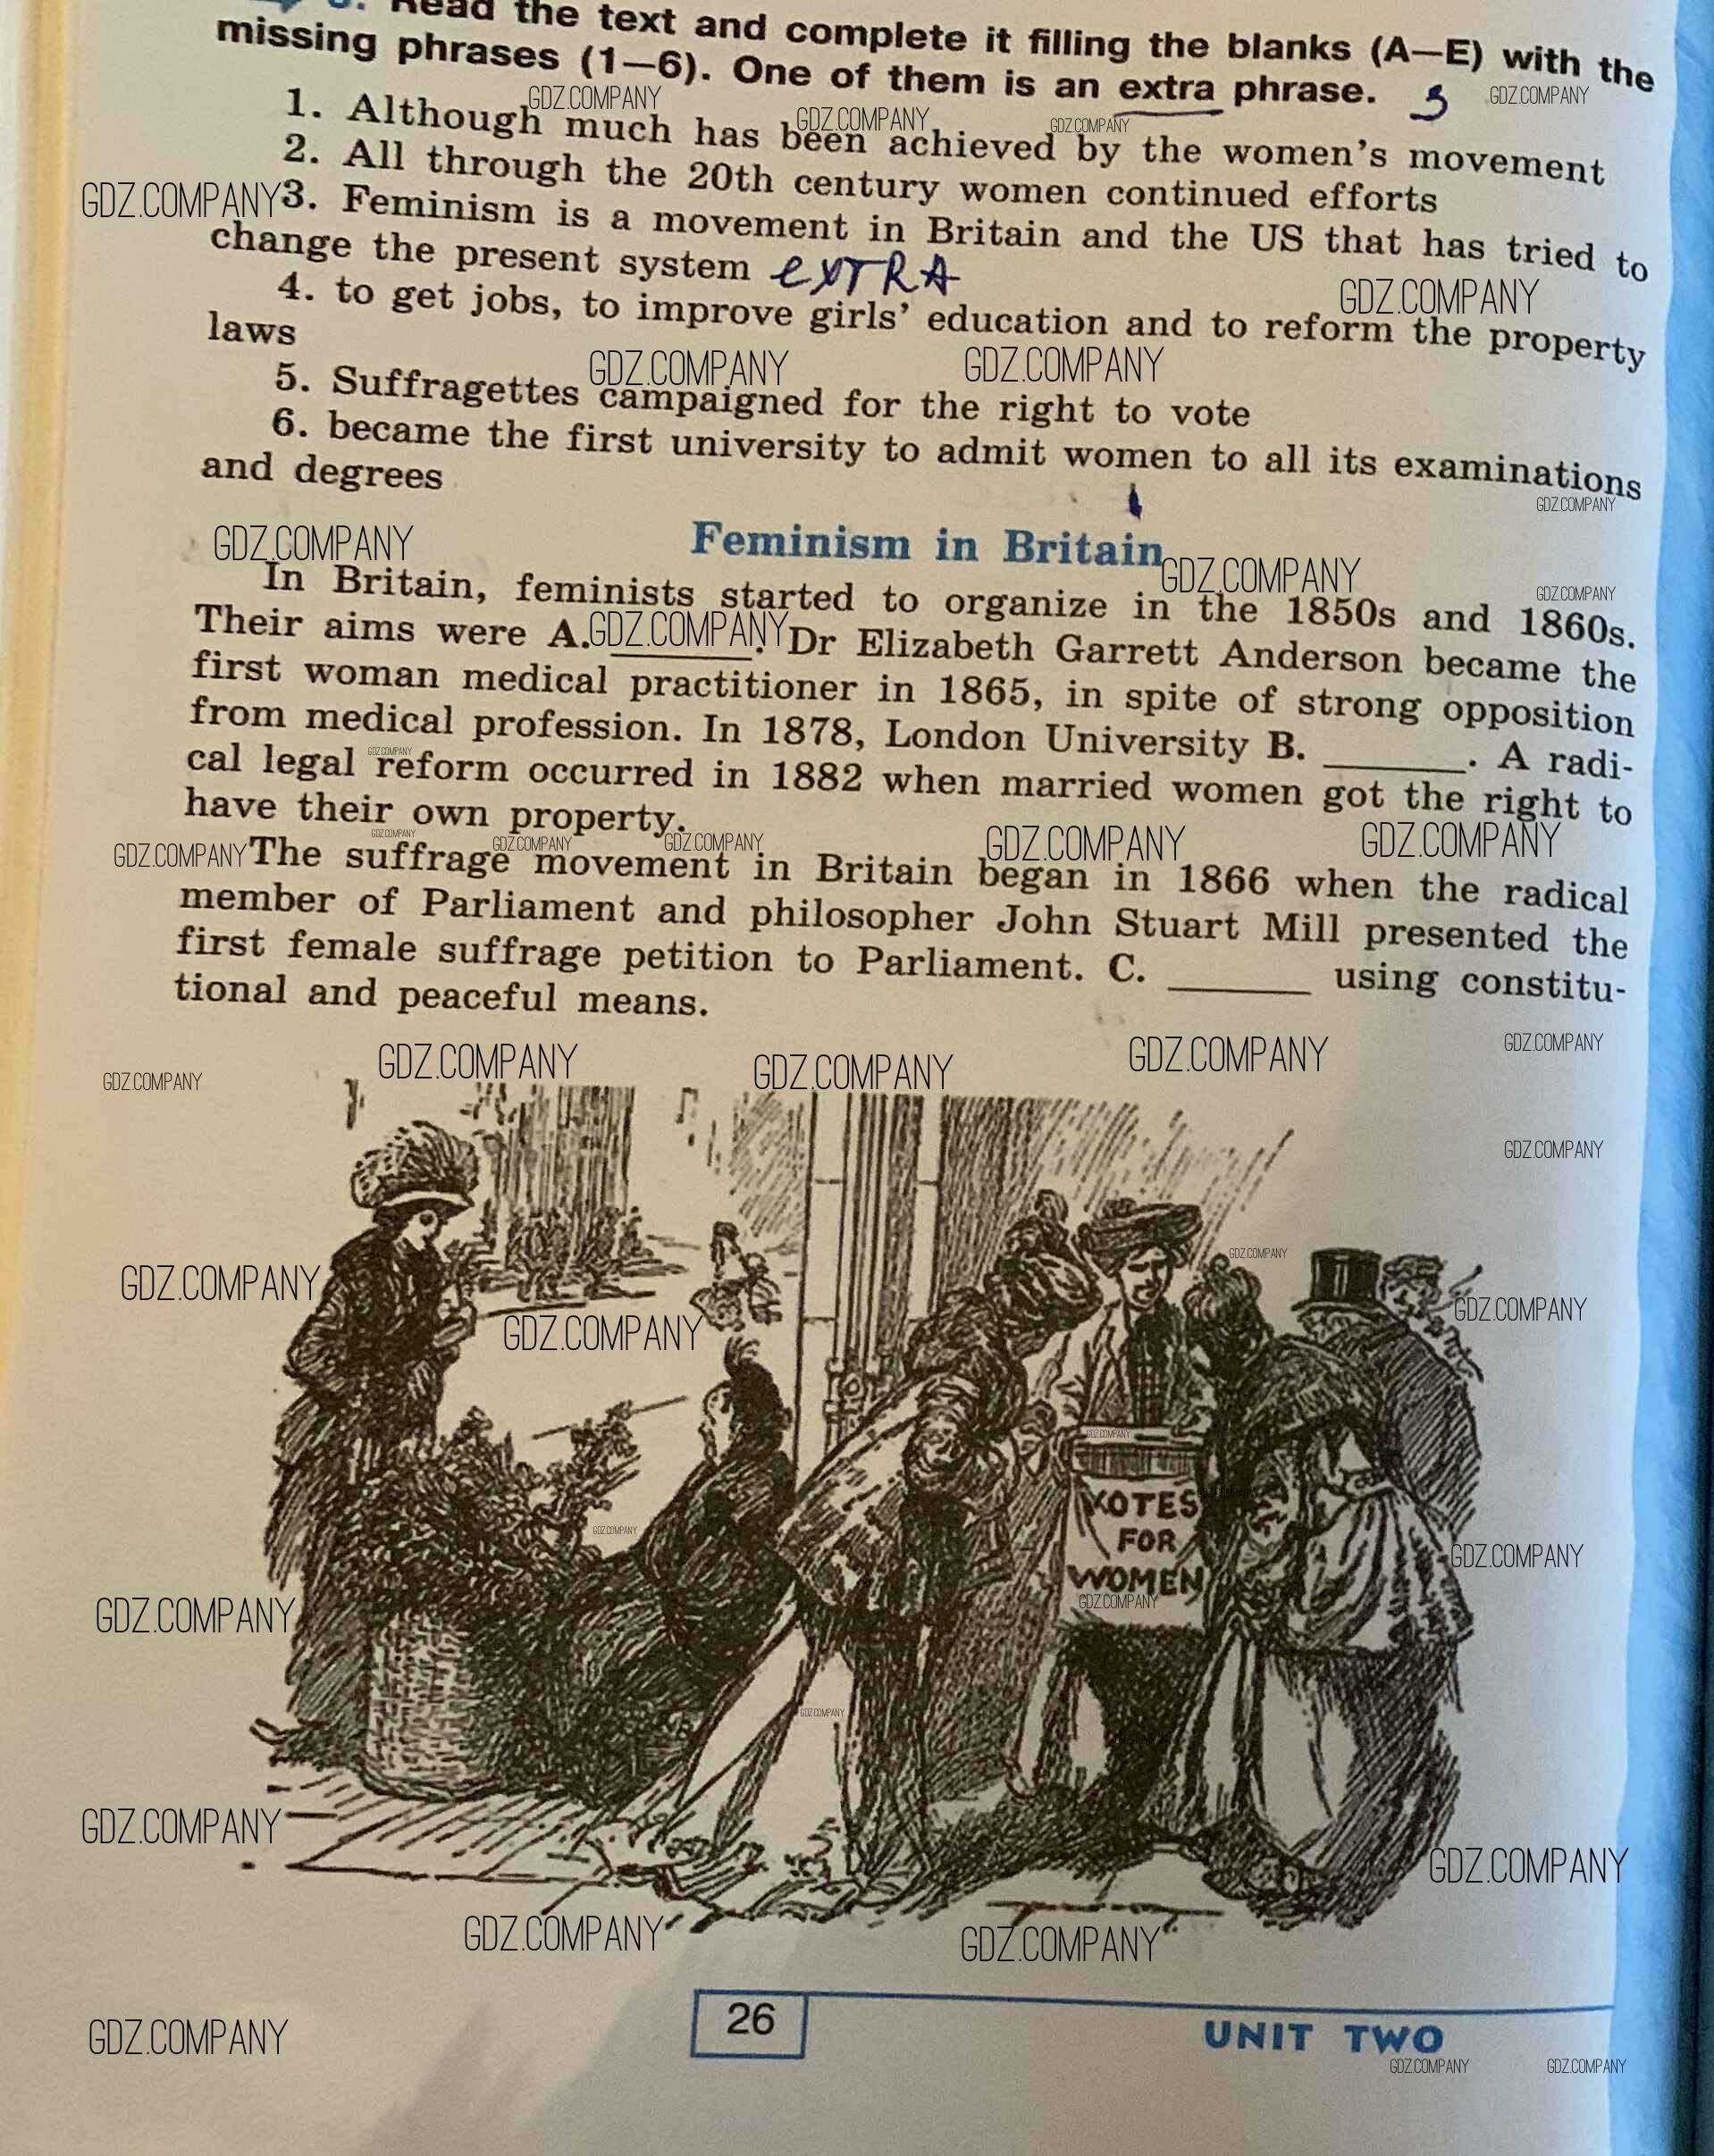 Read the text and complete it filling the blanks (A—E) with the
missing phrases (1—6). One of them is an extra phrase. 3
1. Although much has been achieved by the women's movement
2. All through the 20th century women continued efforts
3. Feminism is a movement in Britain and the US that has tried to
change the present system EXTRA
4. to get jobs, to improve girls' education and to reform the property
laws
5. Suffragettes campaigned for the right to vote
6. became the first university to admit women to all its examinations
and degrees
Feminism in Britain
In Britain, feminists started to organize in the 1850s and 1860s.
Their aims were A. ______. Dr Elizabeth Garrett Anderson became the
first woman medical practitioner in 1865, in spite of strong opposition
from medical profession. In 1878, London University B. ______. A radi-
cal legal reform occurred in 1882 when married women got the right to
have their own property.
The suffrage movement in Britain began in 1866 when the radical
member of Parliament and philosopher John Stuart Mill presented the
first female suffrage petition to Parliament. C. ______ using constitu-
tional and peaceful means.
VOTES
FOR
WOMEN
26
UNIT TWO
GDZ.COMPANY